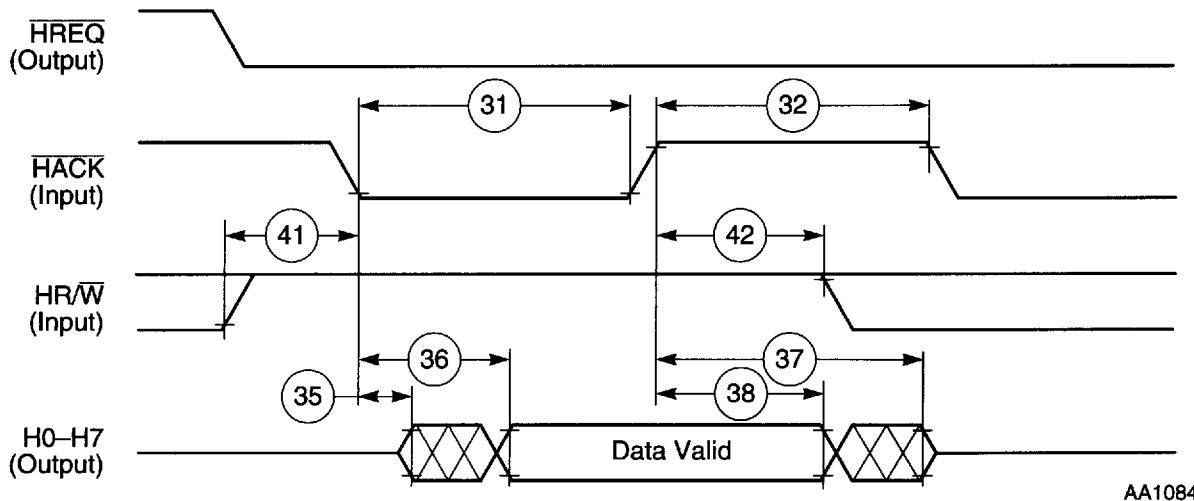 HREQ
(Output)
31
32
HACK
(Input)
41
42
HR/W
(Input)
36
37
35
38
H0–H7
(Output)
Data Valid
AA1084